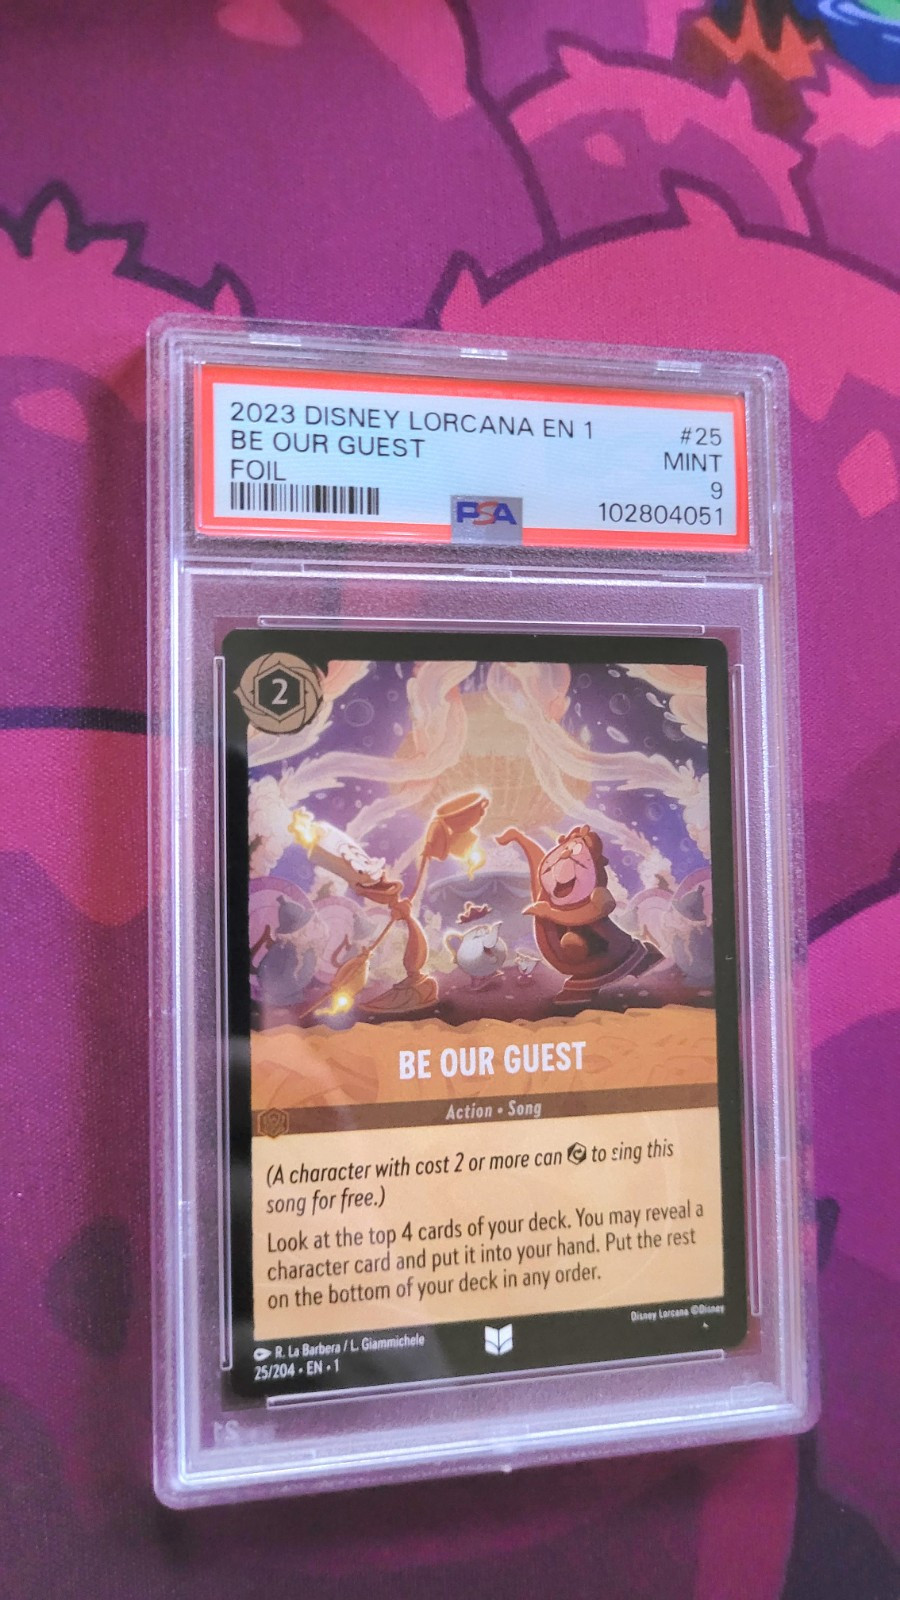 2023 DISNEY LORCANA EN 1
#25
BE OUR GUEST
MINT
FOIL
9
PSA
102804051
2
BE OUR GUEST
Action • Song
(A character with cost 2 or more can to sing this
song for free.)
Look at the top 4 cards of your deck. You may reveal a
character card and put it into your hand. Put the rest
on the bottom of your deck in any order.
Disney Lorcana ©Disney
R. La Barbera / L. Giammichele
25/204 • EN • 1